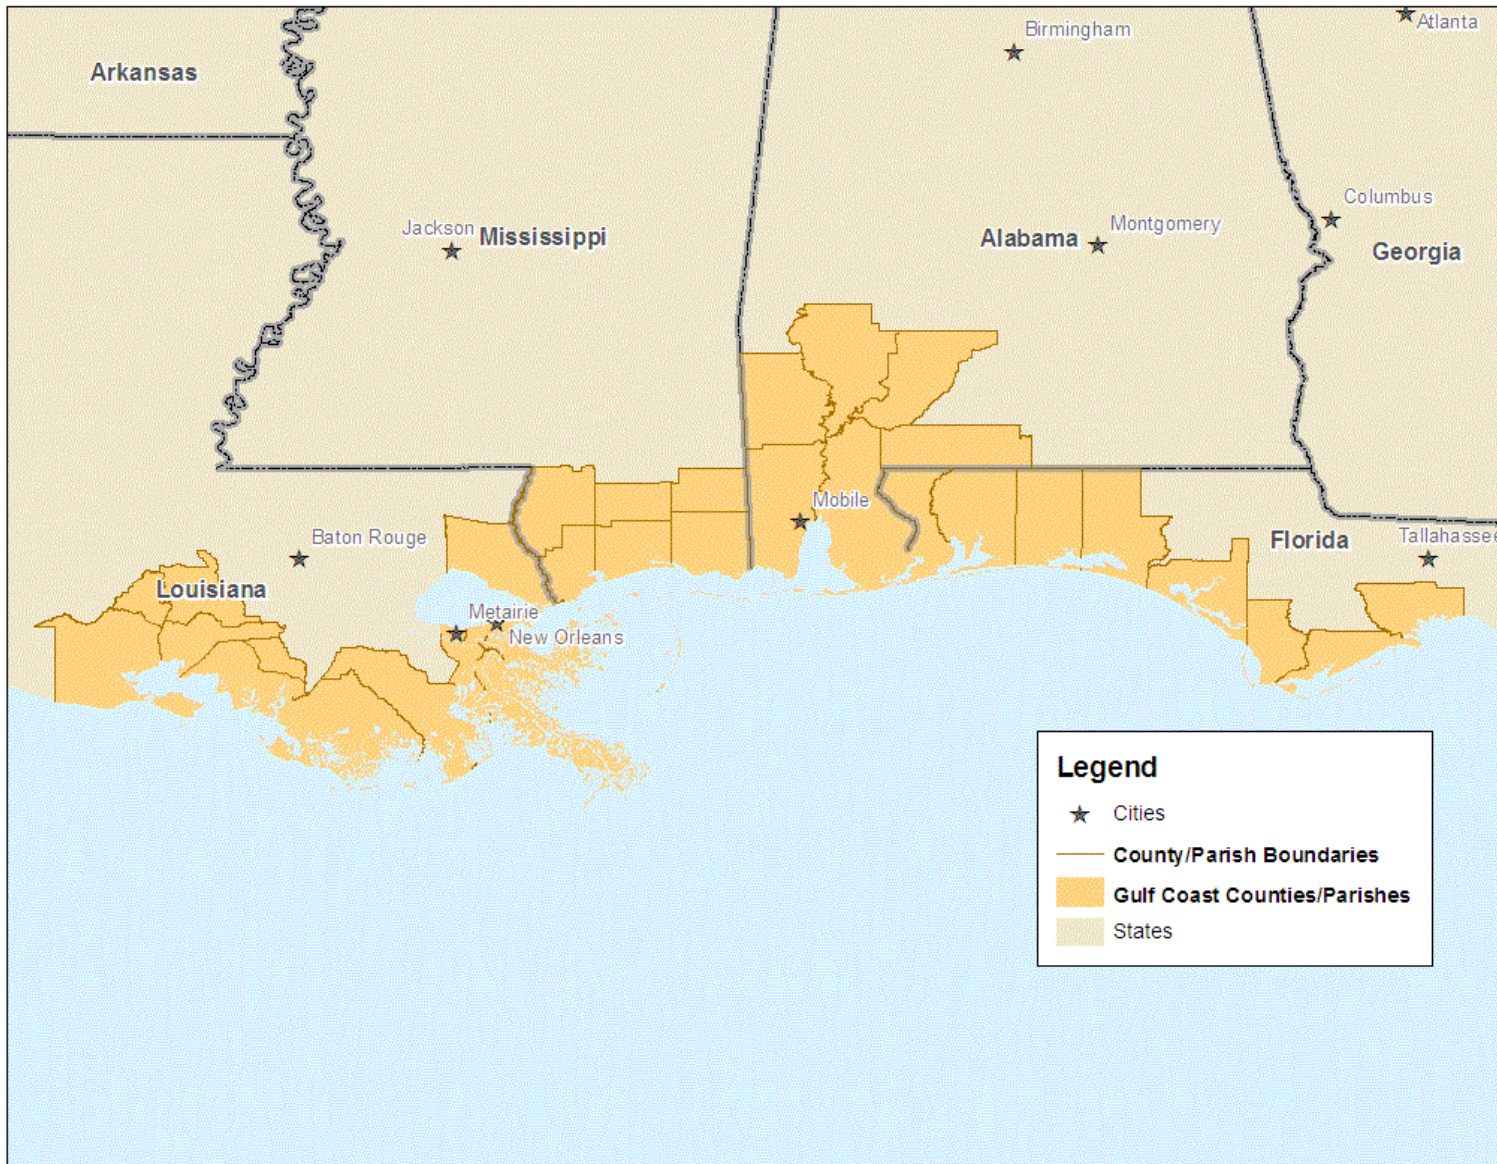 Birmingham
Atlanta
Arkansas
Columbus
Jackson
Mississippi
Alabama
Montgomery
Georgia
Mobile
Baton Rouge
Florida
Tallahassee
Louisiana
Metairie
New Orleans
Legend
Cities
County/Parish Boundaries
Gulf Coast Counties/Parishes
States